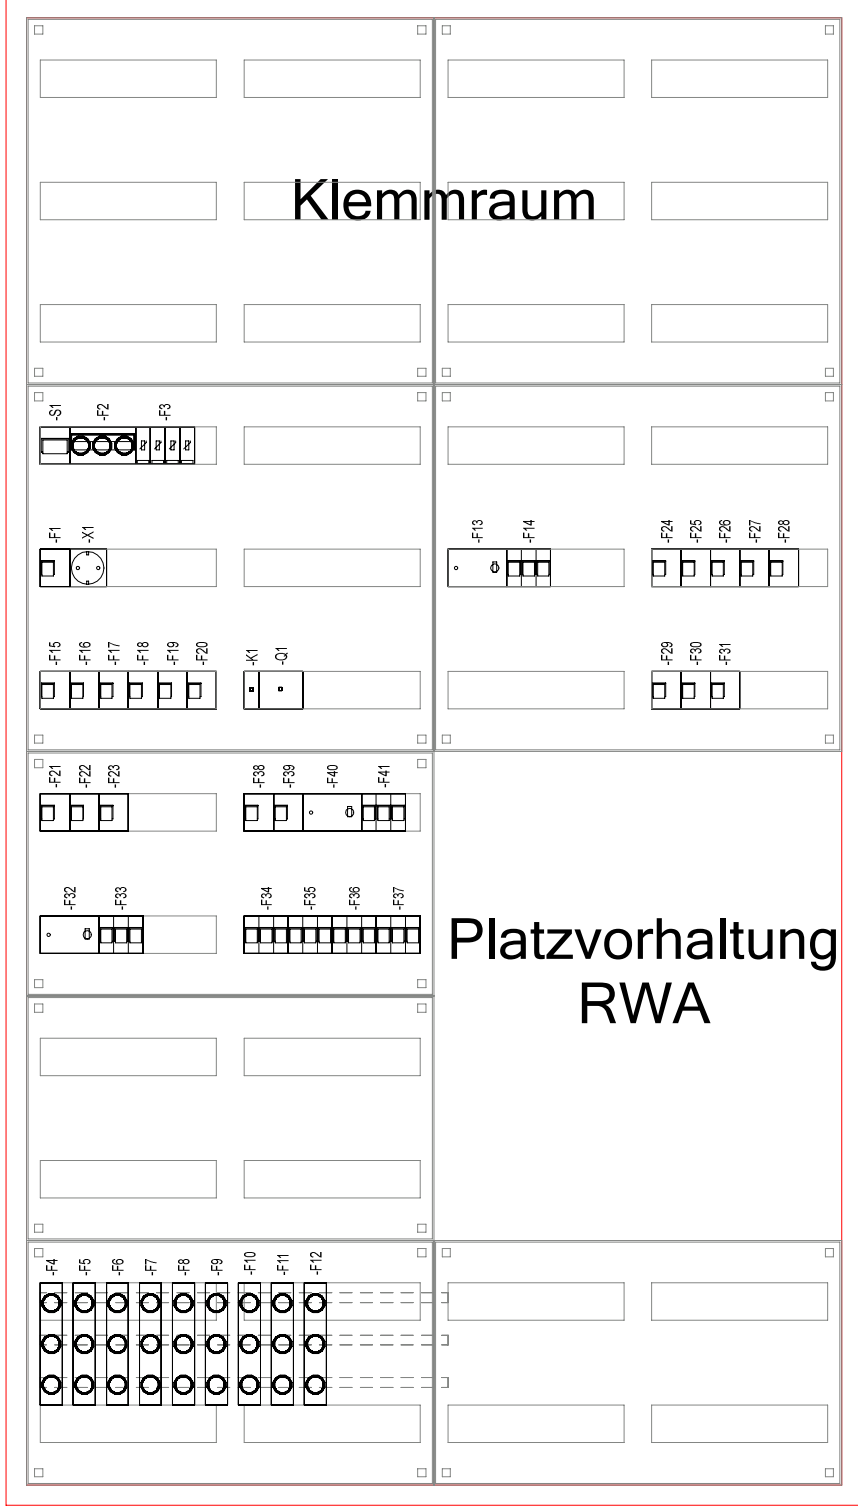 Klemmraum
-S1 -F2 -F3
-F1 -X1 -F13 -F14 -F24 -F25 -F26 -F27 -F28
-F15 -F16 -F17 -F18 -F19 -F20 -K1 -Q1 -F29 -F30 -F31
-F21 -F22 -F23 -F38 -F39 -F40 -F41
-F32 -F33 -F34 -F35 -F36 -F37
Platzvorhaltung
RWA
-F4 -F5 -F6 -F7 -F8 -F9 -F10 -F11 -F12